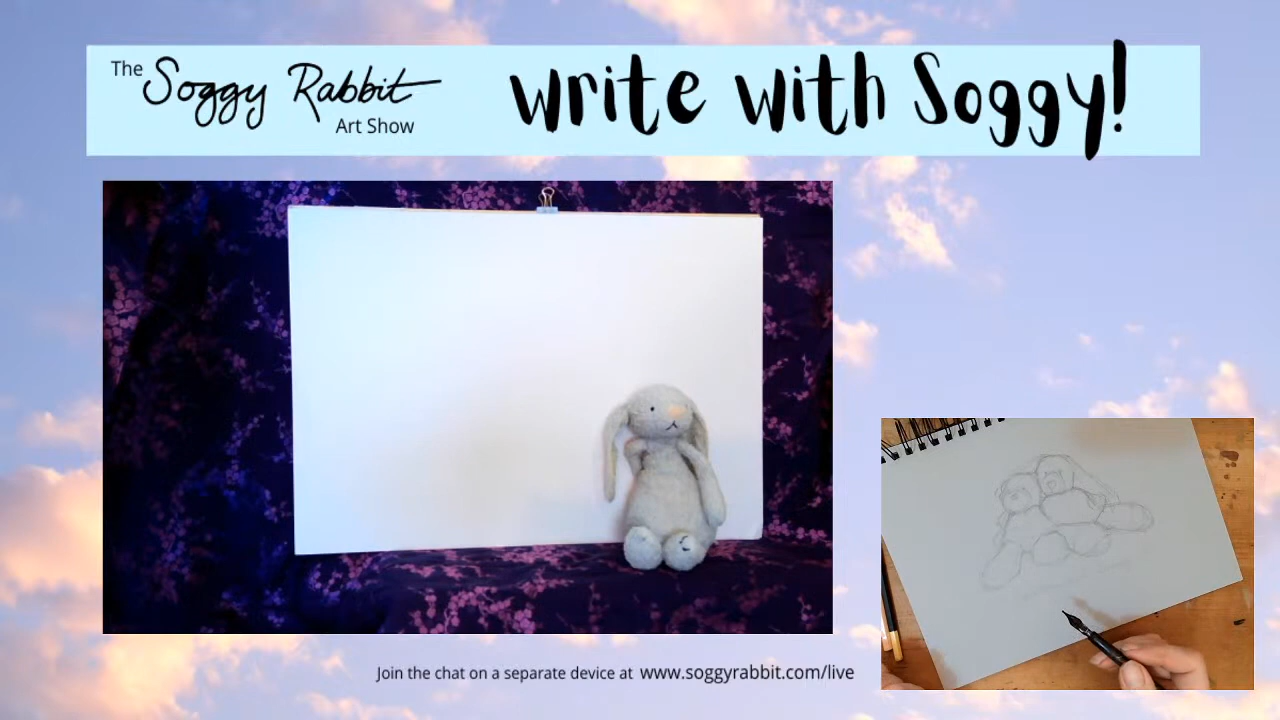 The Soggy Rabbit
Art Show
write with Soggy!
Join the chat on a separate device at www.soggyrabbit.com/live